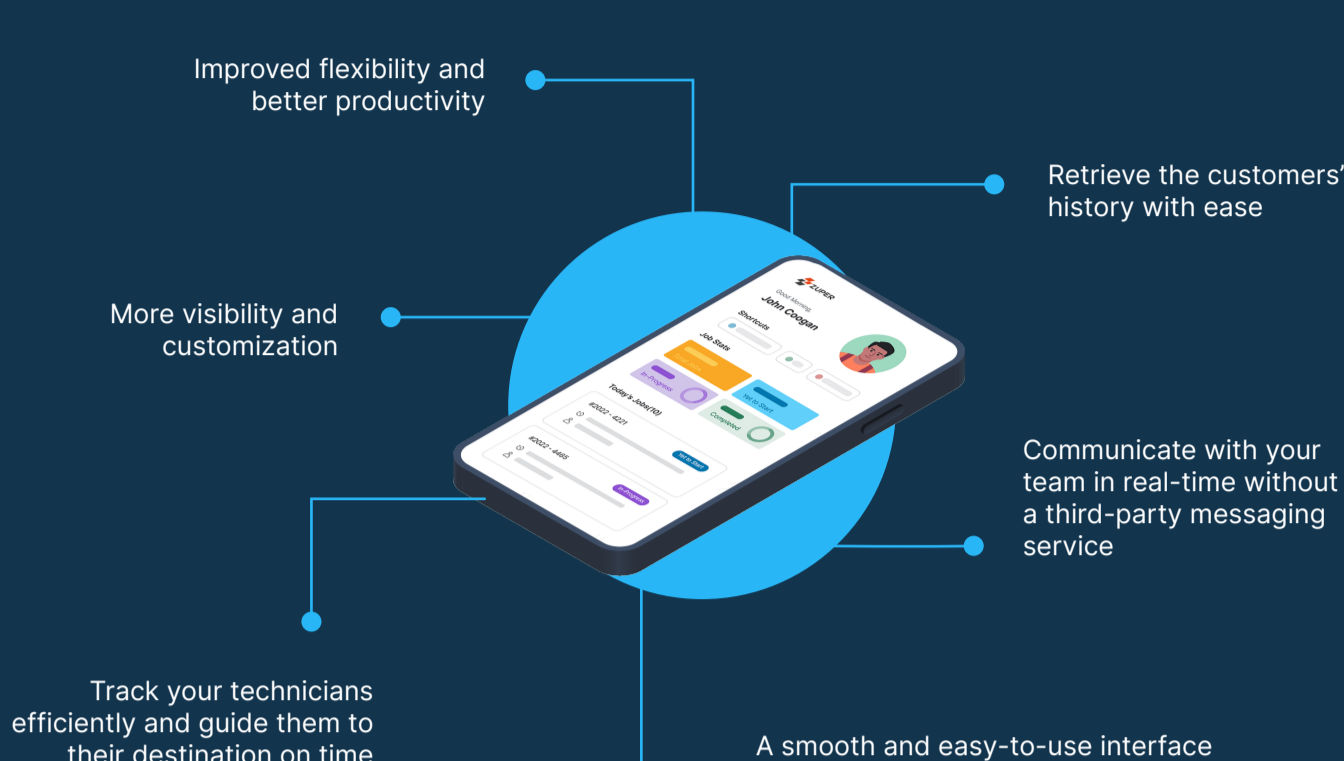 Improved flexibility and
better productivity
Retrieve the customers’
history with ease
More visibility and
customization
ZUPER
Good Morning,
John Coogan
Shortcuts
Job Stats
Yet to Start
In-Progress
Completed
Today's Jobs(10)
#2022 - 4221
Yet to Start
#2022 - 4485
In-Progress
Communicate with your
team in real-time without
a third-party messaging
service
Track your technicians
efficiently and guide them to
their destination on time
A smooth and easy-to-use interface